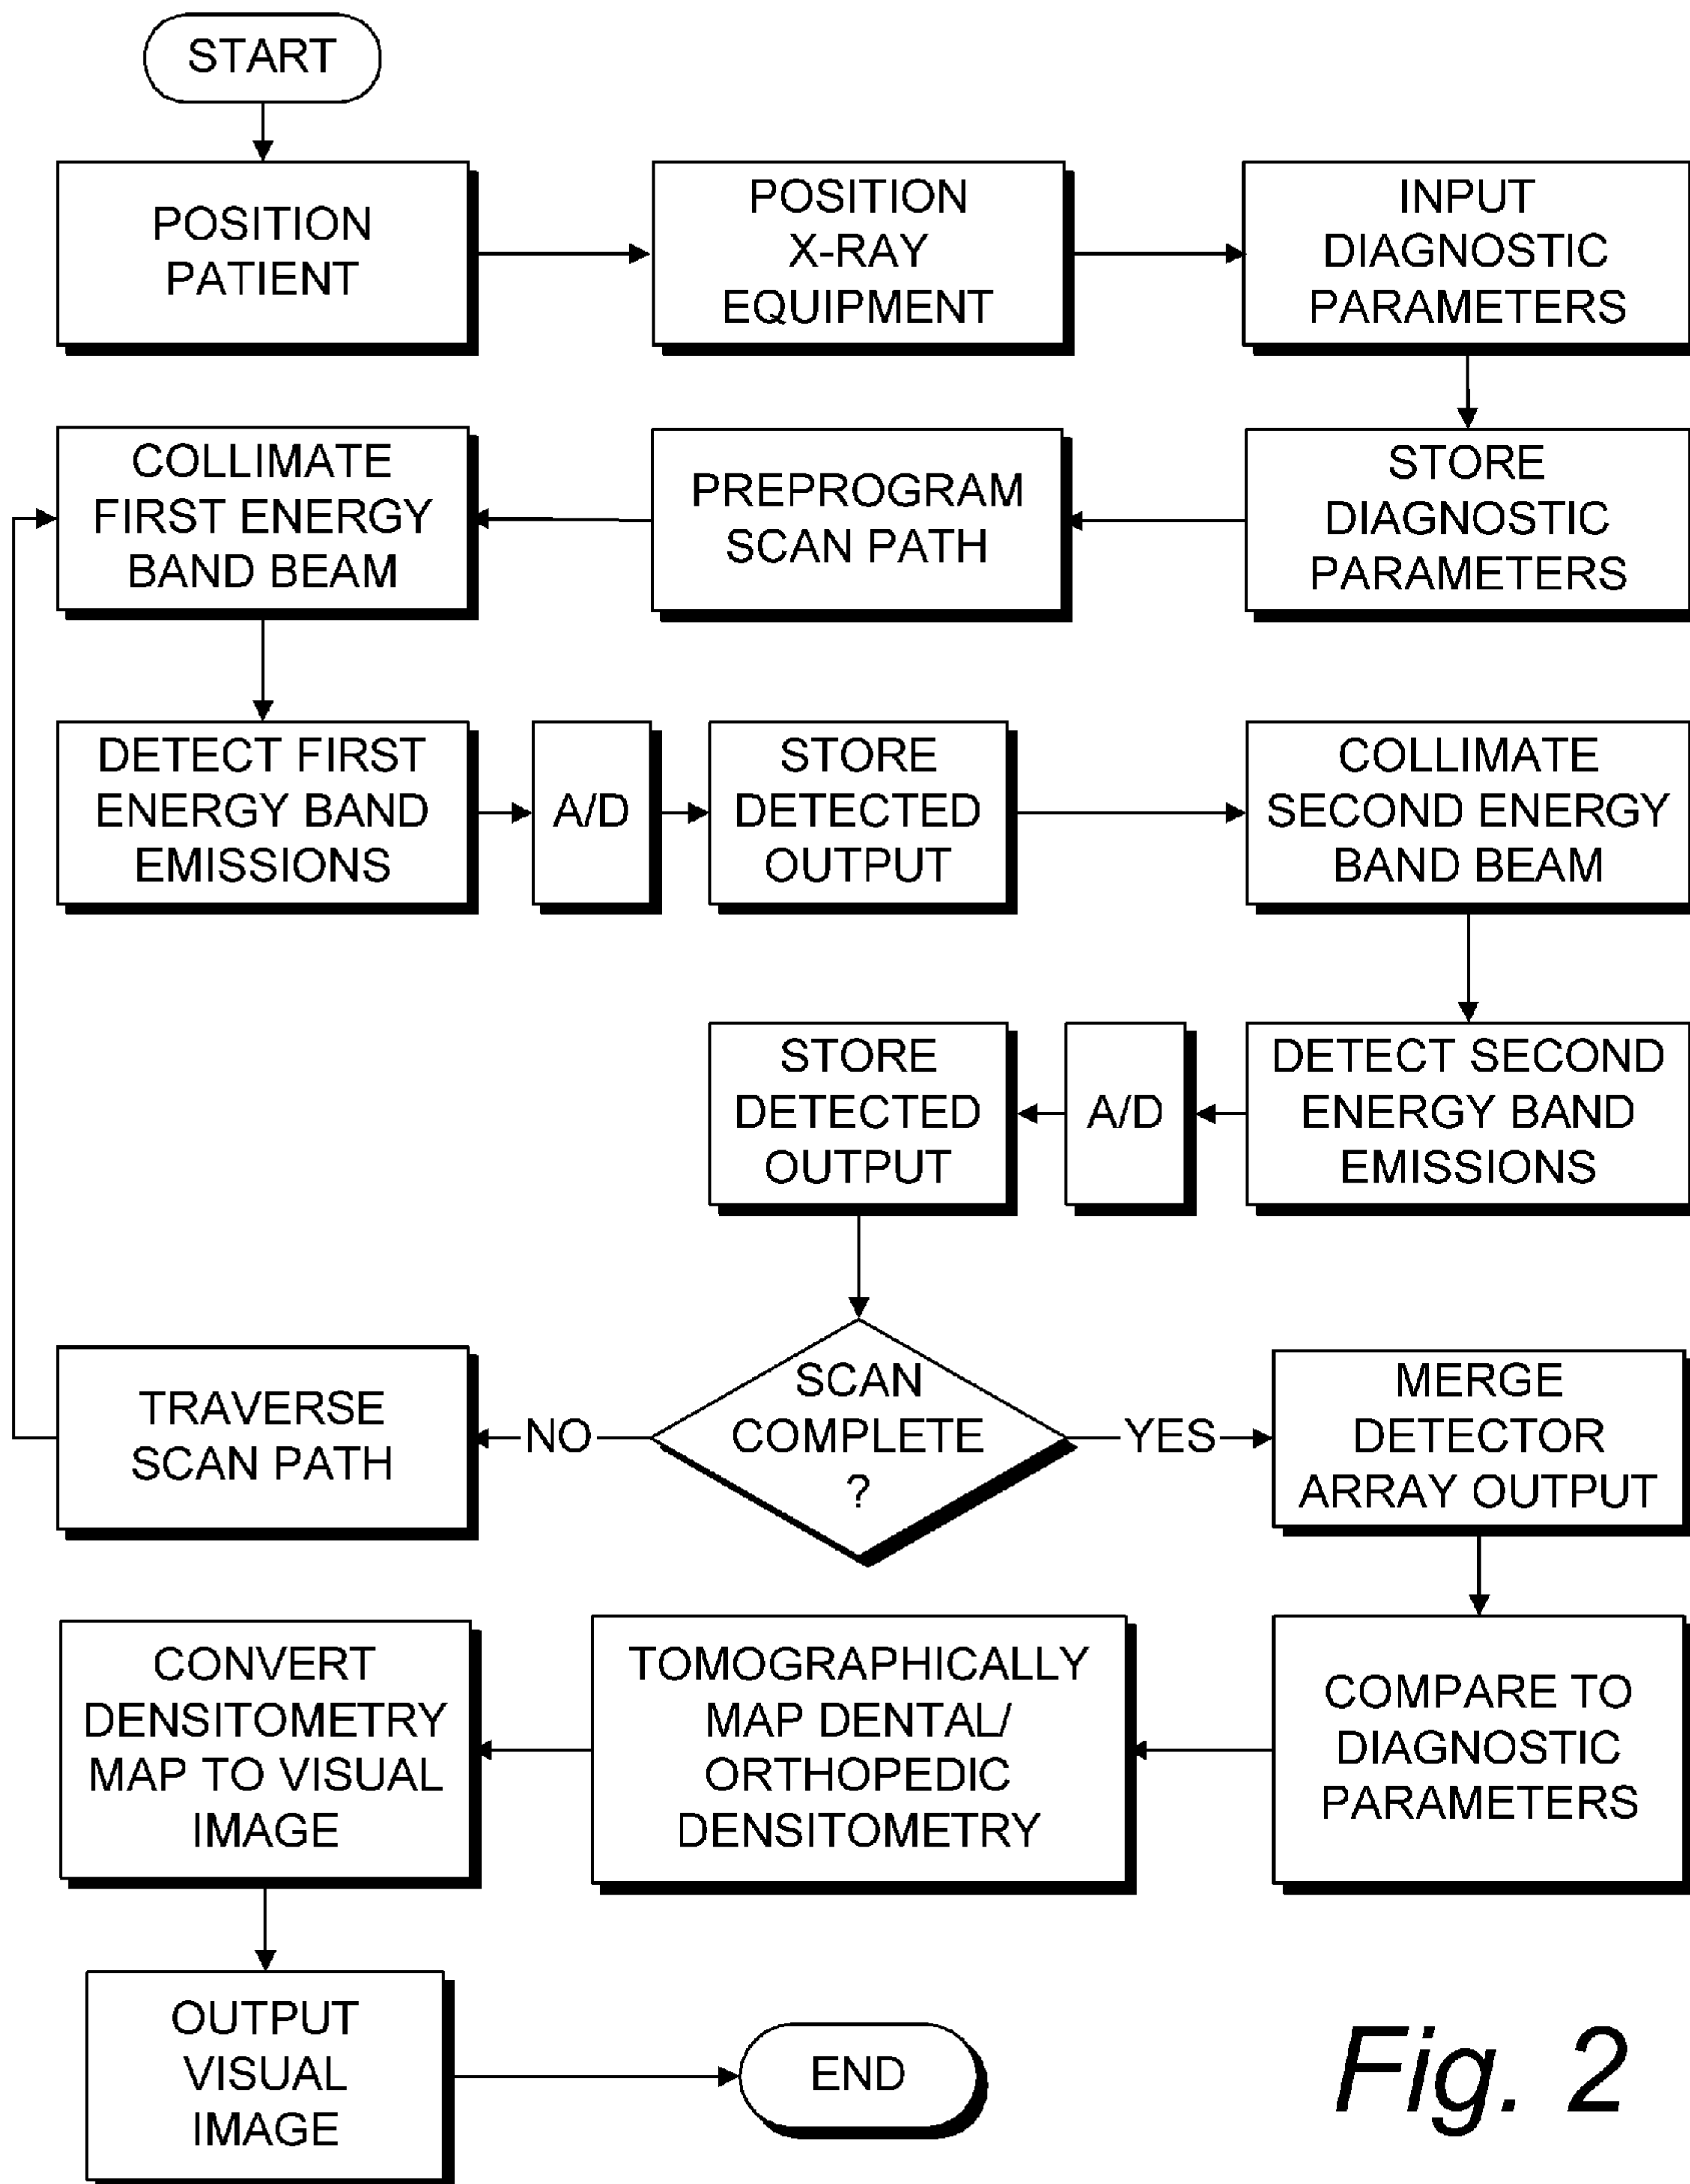 START
POSITION
PATIENT
POSITION
X-RAY
EQUIPMENT
INPUT
DIAGNOSTIC
PARAMETERS
STORE
DIAGNOSTIC
PARAMETERS
PREPROGRAM
SCAN PATH
COLLIMATE
FIRST ENERGY
BAND BEAM
DETECT FIRST
ENERGY BAND
EMISSIONS
A/D
STORE
DETECTED
OUTPUT
COLLIMATE
SECOND ENERGY
BAND BEAM
DETECT SECOND
ENERGY BAND
EMISSIONS
A/D
STORE
DETECTED
OUTPUT
SCAN
COMPLETE
?
NO
TRAVERSE
SCAN PATH
YES
MERGE
DETECTOR
ARRAY OUTPUT
COMPARE TO
DIAGNOSTIC
PARAMETERS
TOMOGRAPHICALLY
MAP DENTAL/
ORTHOPEDIC
DENSITOMETRY
CONVERT
DENSITOMETRY
MAP TO VISUAL
IMAGE
OUTPUT
VISUAL
IMAGE
END
Fig. 2